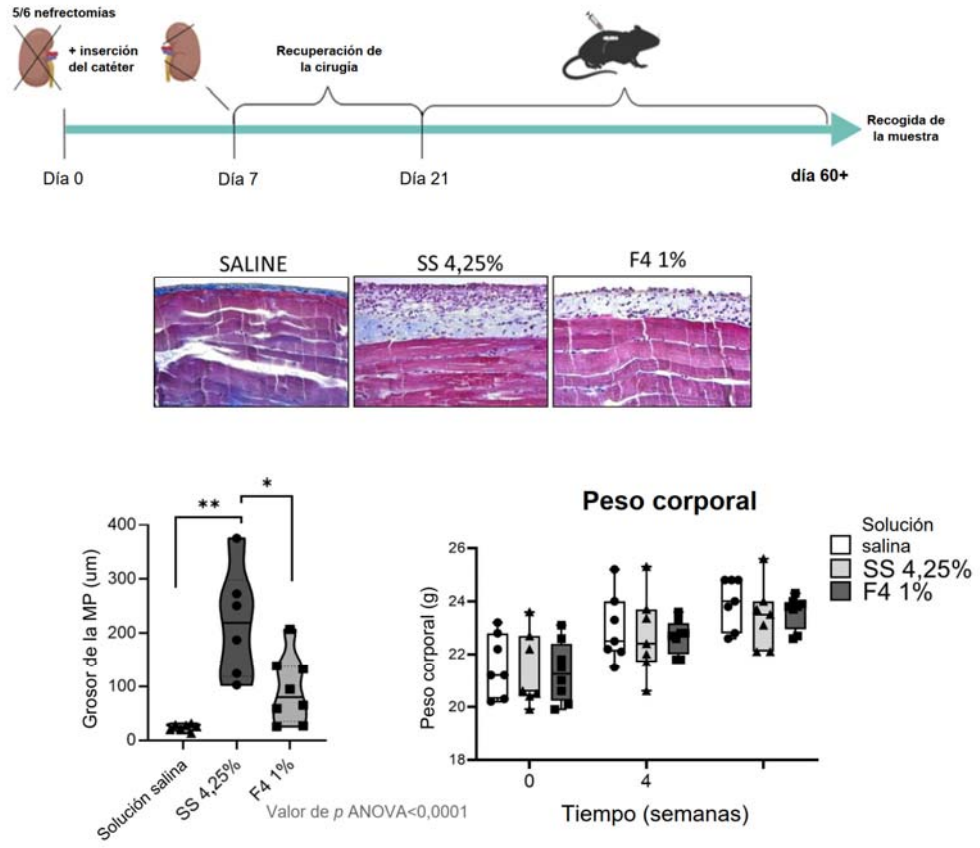 5/6 nefrectomías
+ inserción
del catéter
Recuperación de
la cirugía
Recogida de
la muestra
Día 0
Día 7
Día 21
día 60+
SALINE
SS 4,25%
F4 1%
**
*
400
300
200
100
0
Grosor de la MP (um)
Solución salina
SS 4,25%
F4 1%
Valor de p ANOVA<0,0001
Peso corporal
Solución
salina
SS 4,25%
F4 1%
26
24
22
20
18
Peso corporal (g)
0
4
Tiempo (semanas)